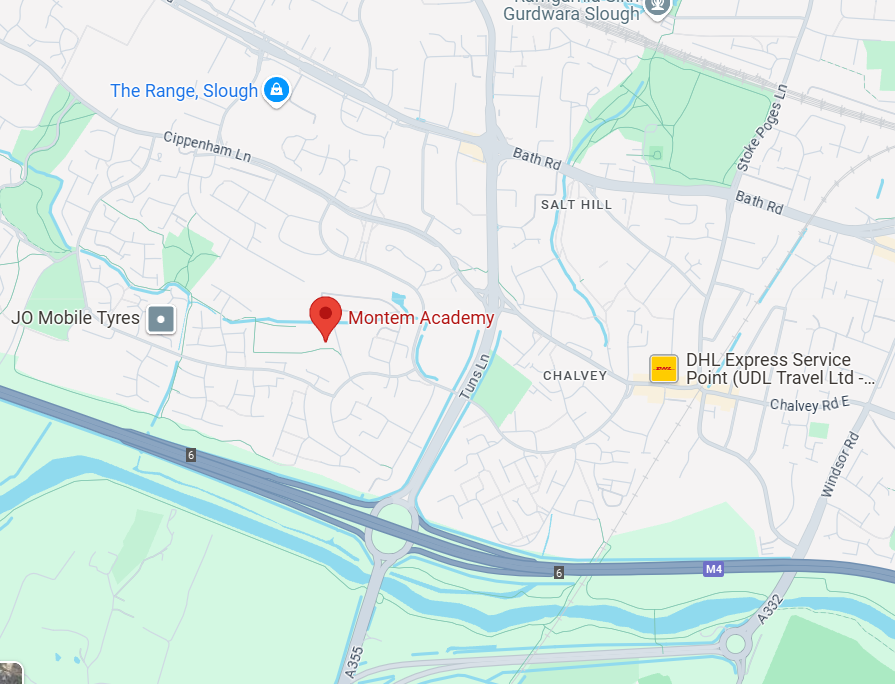 Gurdwara Slough
The Range, Slough
Cippenham Ln
Bath Rd
Stoke Poges Ln
Bath Rd
SALT HILL
JO Mobile Tyres
Montem Academy
Tuns Ln
CHALVEY
DHL Express Service
Point (UDL Travel Ltd -...
Chalvey Rd E
Windsor Rd
6
6
M4
A332
A355